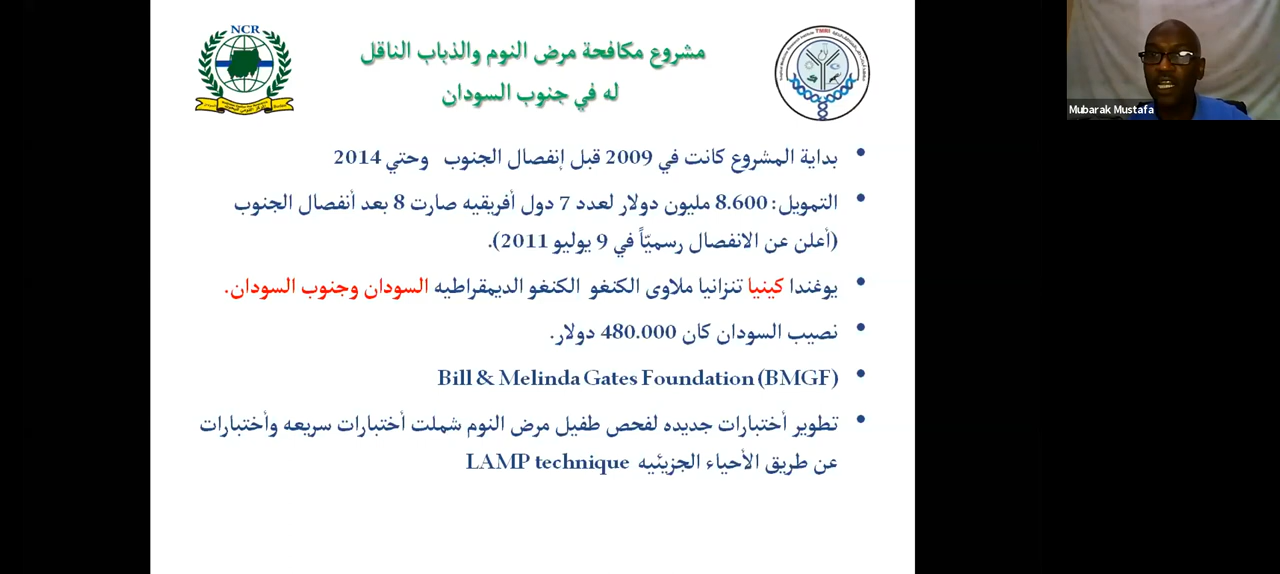 NCR
TMRI
مشروع مكافحة مرض النوم والذباب الناقل
له في جنوب السودان
Mubarak Mustafa
• بداية المشروع كانت في 2009 قبل إنفصال الجنوب وحتي 2014
• التمويل: 8.600 مليون دولار لعدد 7 دول أفريقيه صارت 8 بعد أنفصال الجنوب
(أعلن عن الانفصال رسميّاً في 9 يوليو 2011).
• يوغندا كينيا تنزانيا ملاوى الكنغو الكنغو الديمقراطيه السودان وجنوب السودان.
• نصيب السودان كان 480.000 دولار.
• Bill & Melinda Gates Foundation (BMGF)
• تطوير أختبارات جديده لفحص طفيل مرض النوم شملت أختبارات سريعه وأختبارات
عن طريق الأحياء الجزيئيه LAMP technique